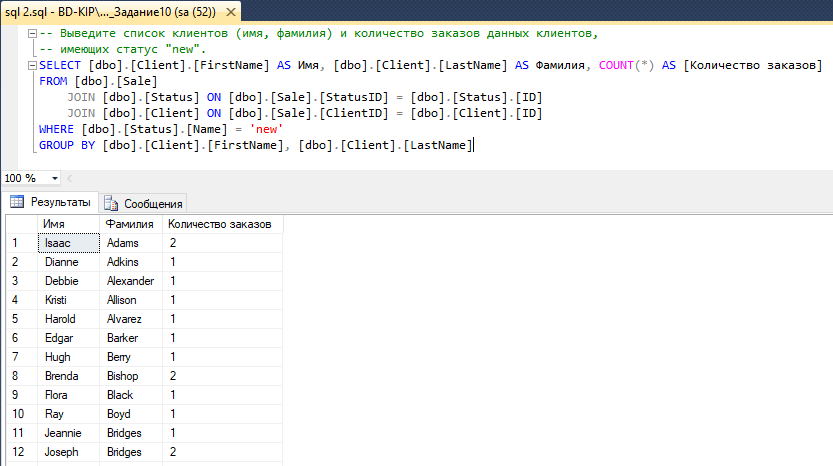 sql 2.sql - BD-KIP\..._Задание10 (sa (52))
-- Выведите список клиентов (имя, фамилия) и количество заказов данных клиентов,
-- имеющих статус "new".
SELECT [dbo].[Client].[FirstName] AS Имя, [dbo].[Client].[LastName] AS Фамилия, COUNT(*) AS [Количество заказов]
FROM [dbo].[Sale]
JOIN [dbo].[Status] ON [dbo].[Sale].[StatusID] = [dbo].[Status].[ID]
JOIN [dbo].[Client] ON [dbo].[Sale].[ClientID] = [dbo].[Client].[ID]
WHERE [dbo].[Status].[Name] = 'new'
GROUP BY [dbo].[Client].[FirstName], [dbo].[Client].[LastName]
100 %
Результаты Сообщения
Имя Фамилия Количество заказов
1 Isaac Adams 2
2 Dianne Adkins 1
3 Debbie Alexander 1
4 Kristi Allison 1
5 Harold Alvarez 1
6 Edgar Barker 1
7 Hugh Berry 1
8 Brenda Bishop 2
9 Flora Black 1
10 Ray Boyd 1
11 Jeannie Bridges 1
12 Joseph Bridges 2